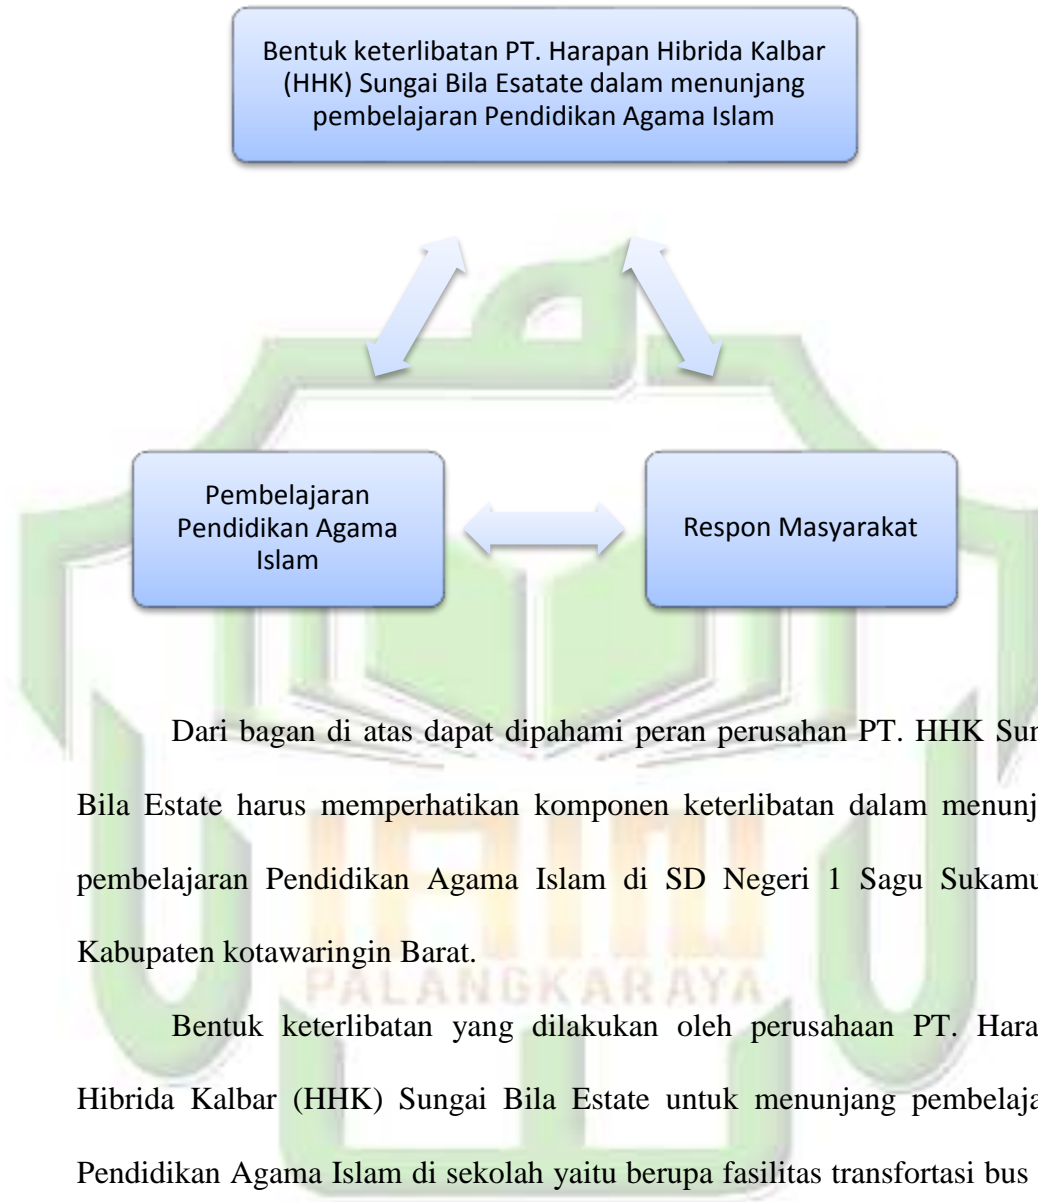 Bentuk keterlibatan PT. Harapan Hibrida Kalbar
(HHK) Sungai Bila Esatate dalam menunjang
pembelajaran Pendidikan Agama Islam
Pembelajaran
Pendidikan Agama
Islam
Respon Masyarakat
Dari bagan di atas dapat dipahami peran perusahan PT. HHK Sun
Bila Estate harus memperhatikan komponen keterlibatan dalam menunj
pembelajaran Pendidikan Agama Islam di SD Negeri 1 Sagu Sukamu
Kabupaten kotawaringin Barat.
IAIN
PALANGKARAYA
Bentuk keterlibatan yang dilakukan oleh perusahaan PT. Hara
Hibrida Kalbar (HHK) Sungai Bila Estate untuk menunjang pembelaja
Pendidikan Agama Islam di sekolah yaitu berupa fasilitas transfortasi bus